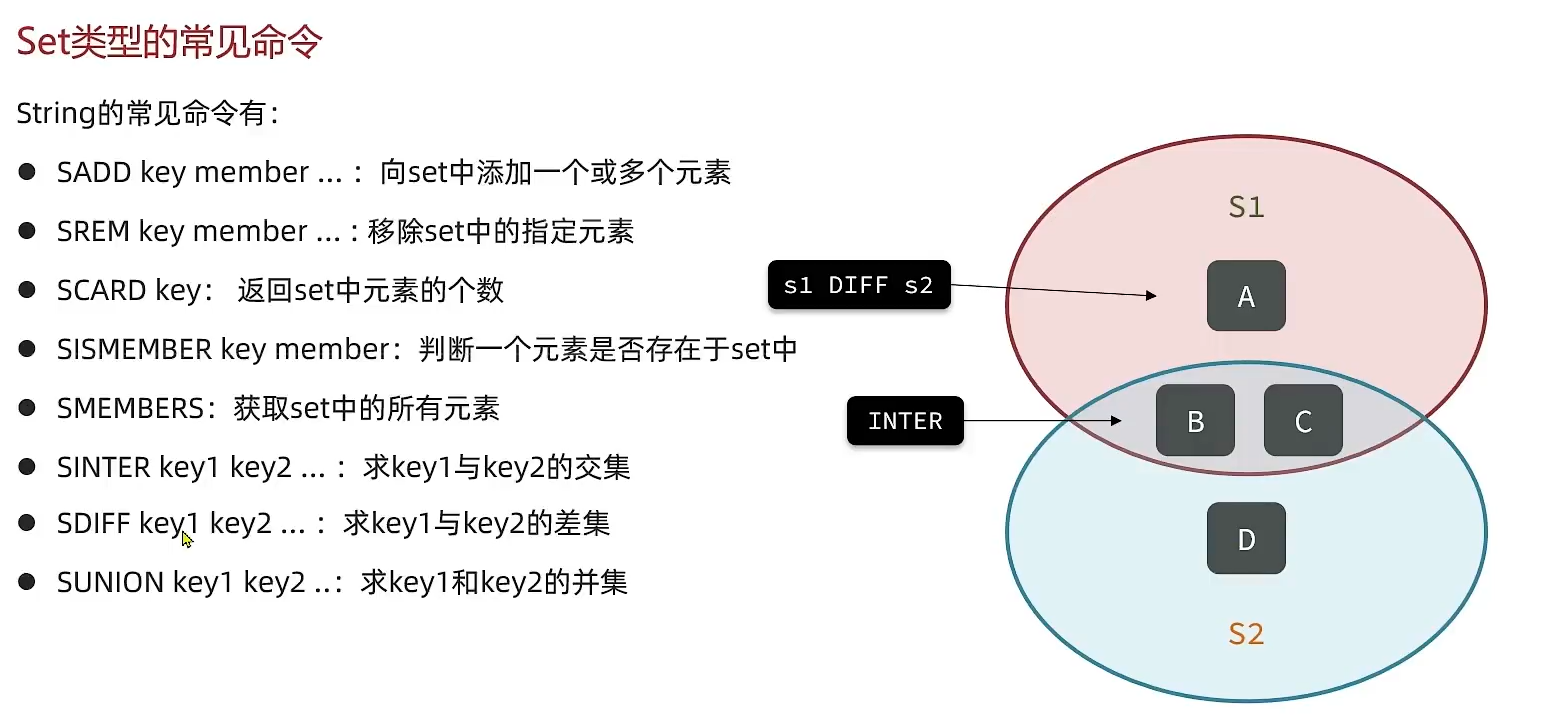 Set类型的常见命令
String的常见命令有：
● SADD key member ... ：向set中添加一个或多个元素
● SREM key member ... : 移除set中的指定元素
● SCARD key： 返回set中元素的个数
● SISMEMBER key member：判断一个元素是否存在于set中
● SMEMBERS：获取set中的所有元素
● SINTER key1 key2 ... ：求key1与key2的交集
● SDIFF key1 key2 ... ：求key1与key2的差集
● SUNION key1 key2 ..：求key1和key2的并集
S1
s1 DIFF s2
A
INTER
B C
D
S2